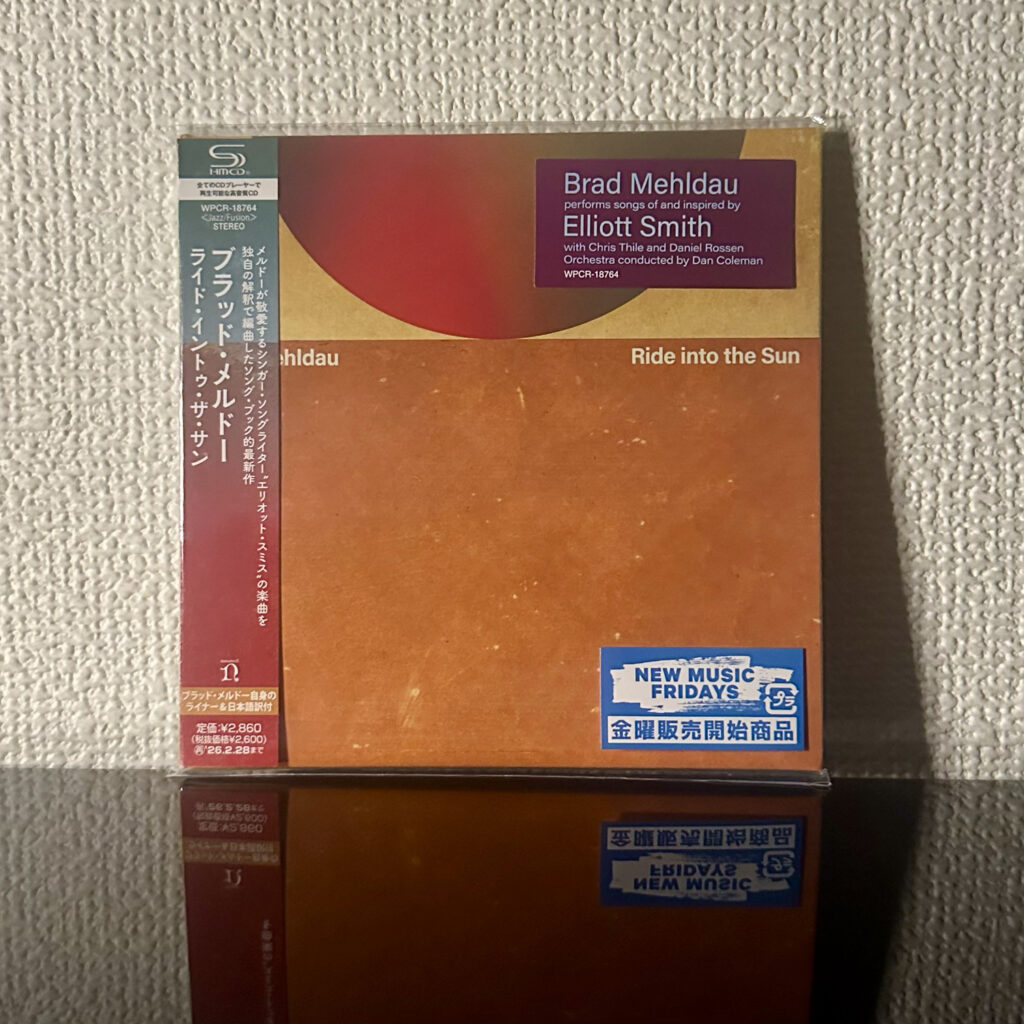 SHM-CD
全てのCDプレーヤーで
再生可能な高音質CD
WPCR-18764
<Jazz/Fusion>
STEREO
メルドーが敬愛するシンガー・ソングライター“エリオット・スミス”の楽曲を
独自の解釈で編曲したソング・ブック的最新作
ブラッド・メルドー
ライド・イントゥ・ザ・サン
ブラッド・メルドー自身の
ライナー&日本語訳付
定価:¥2,860
(税抜価格¥2,600)
㊐'26.2.28まで
Brad Mehldau
performs songs of and inspired by
Elliott Smith
with Chris Thile and Daniel Rossen
Orchestra conducted by Dan Coleman
WPCR-18764
ehldau
Ride into the Sun
NEW MUSIC
FRIDAYS
プラ
金曜販売開始商品